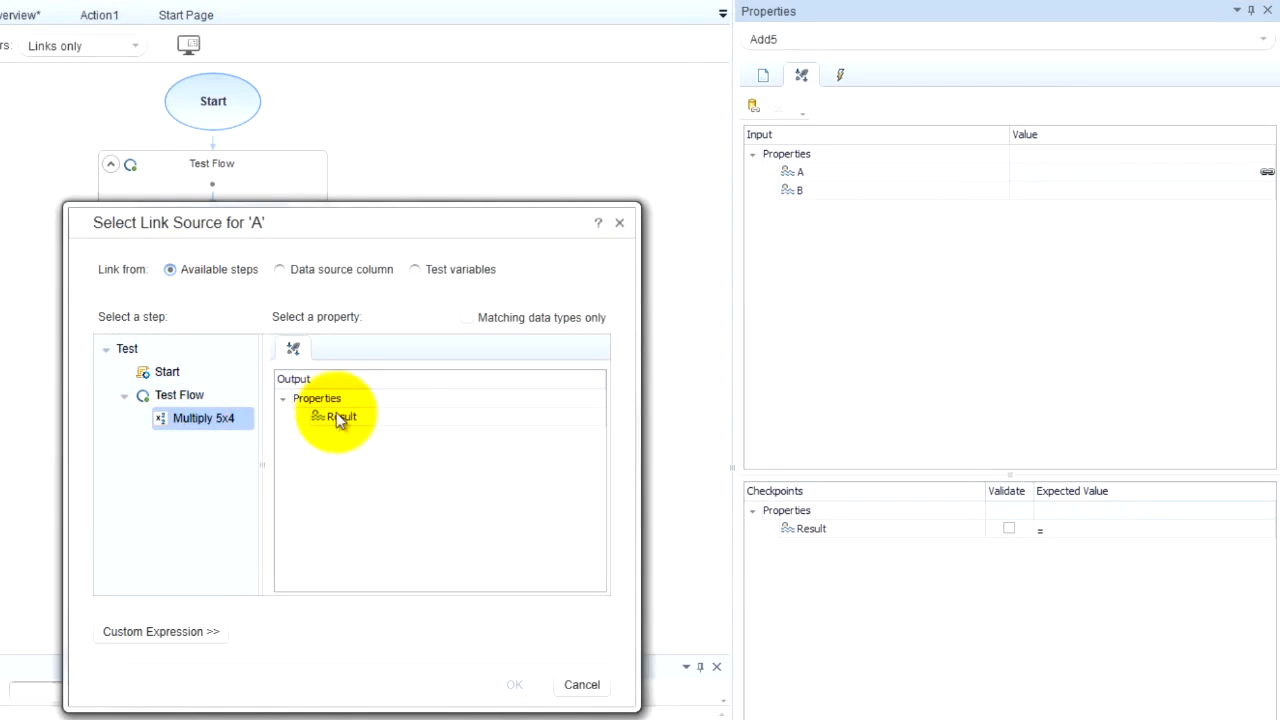 verview* Action1 Start Page
rs: Links only
Start
Test Flow
Select Link Source for 'A'
?
Link from: Available steps Data source column Test variables
Select a step: Select a property: Matching data types only
Test
Start
Test Flow
Multiply 5x4
Output
Properties
Result
Custom Expression >>
OK Cancel
Properties
Add5
Input Value
Properties
A
B
Checkpoints Validate Expected Value
Properties
Result =